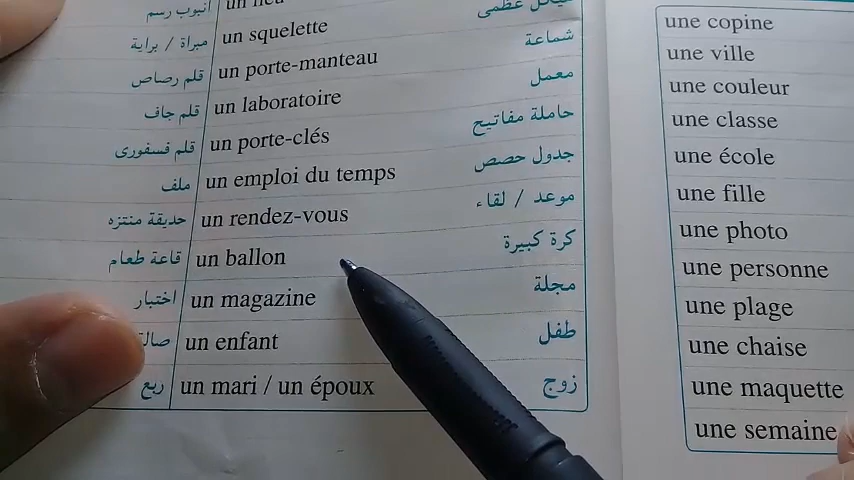 أنبوب رسم
un squelette هيكل عظمى
مبراة / براية un porte-manteau شماعة
قلم رصاص un laboratoire معمل
قلم جاف un porte-clés حاملة مفاتيح
قلم فسفورى un emploi du temps جدول حصص
ملف un rendez-vous موعد / لقاء
حديقة منتزه un ballon كرة كبيرة
قاعة طعام un magazine مجلة
اختبار un enfant طفل
ربع un mari / un époux زوج
une copine
une ville
une couleur
une classe
une école
une fille
une photo
une personne
une plage
une chaise
une maquette
une semaine